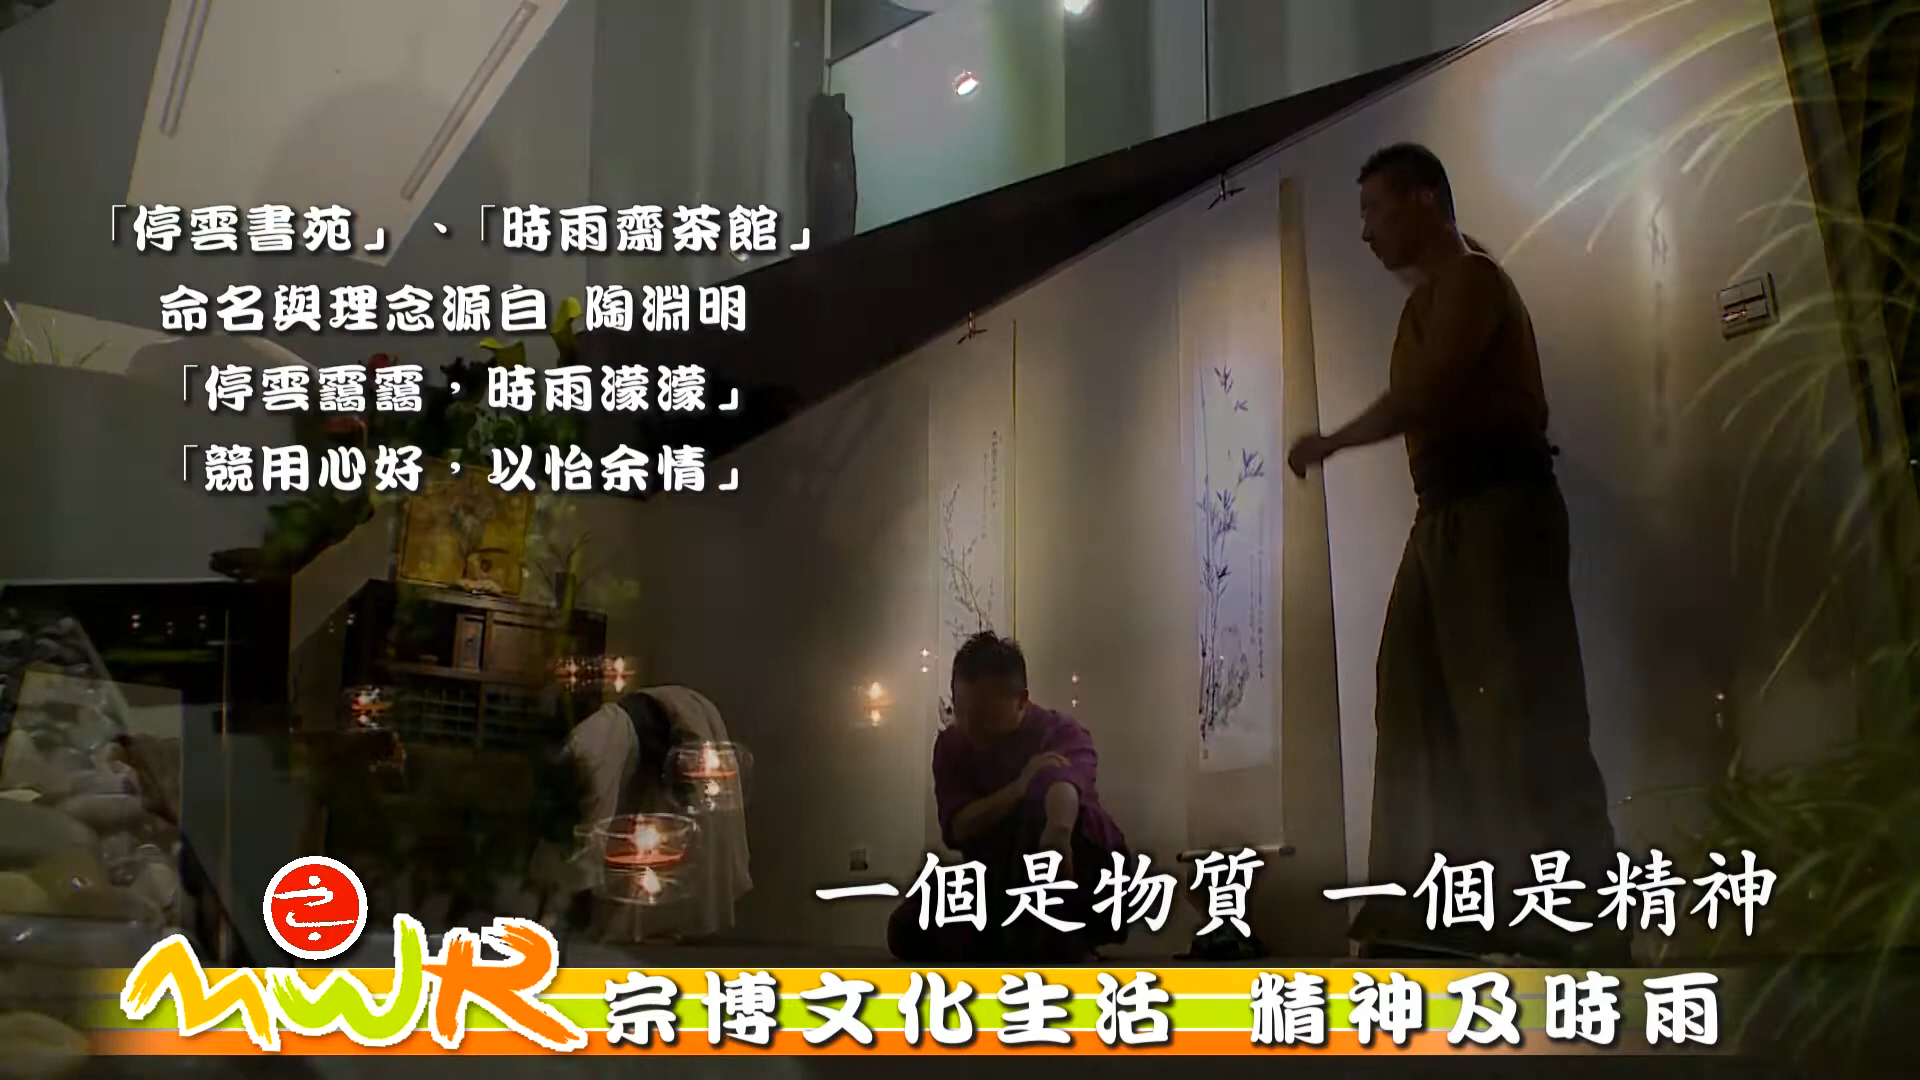 「停雲書苑」、「時雨齋茶館」
命名與理念源自 陶淵明
「停雲靄靄，時雨濛濛」
「競用心好，以怡余情」
一個是物質 一個是精神
MWR
宗博文化生活 精神及時雨